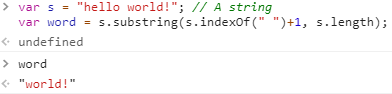 > var s = "hello world!"; // A string
var word = s.substring(s.indexOf(" ")+1, s.length);
< undefined
> word
< "world!"